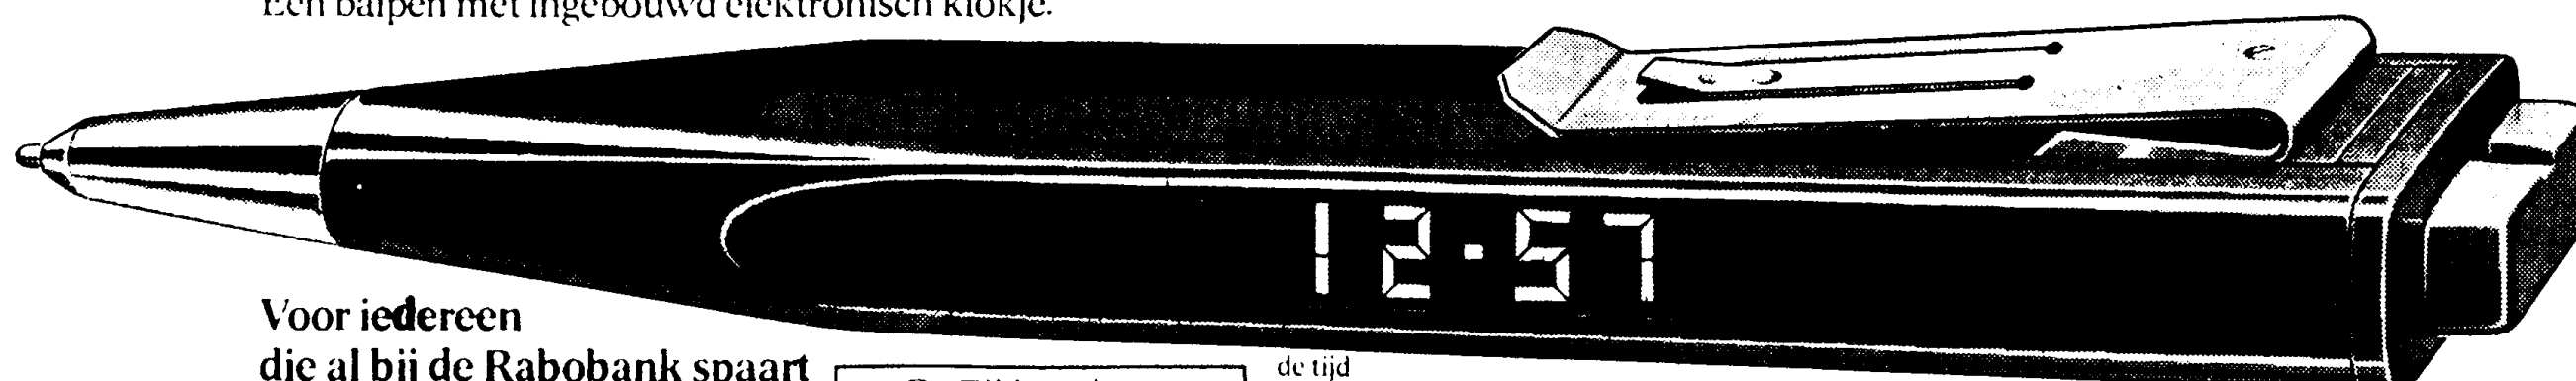 Een balpen met ingebouwd elektronisch klokje.
12·57
Voor iedereen
die al bij de Rabobank spaart
de tijd